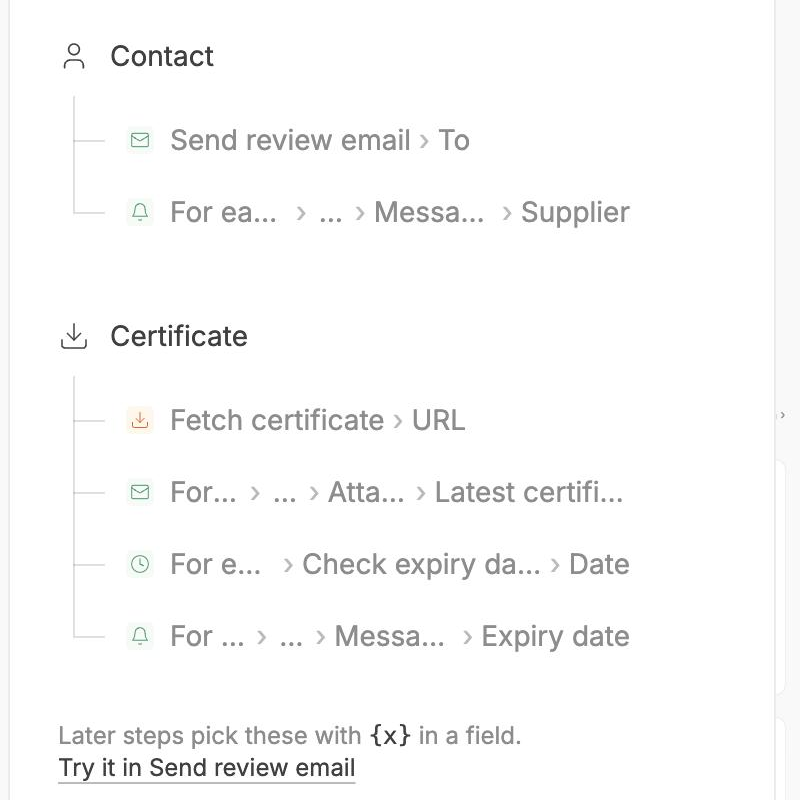 Contact
Send review email › To
For ea... › ... › Messa... › Supplier
Certificate
Fetch certificate › URL
For... › ... › Atta... › Latest certifi...
For e... › Check expiry da... › Date
For ... › ... › Messa... › Expiry date
Later steps pick these with {x} in a field.
Try it in Send review email